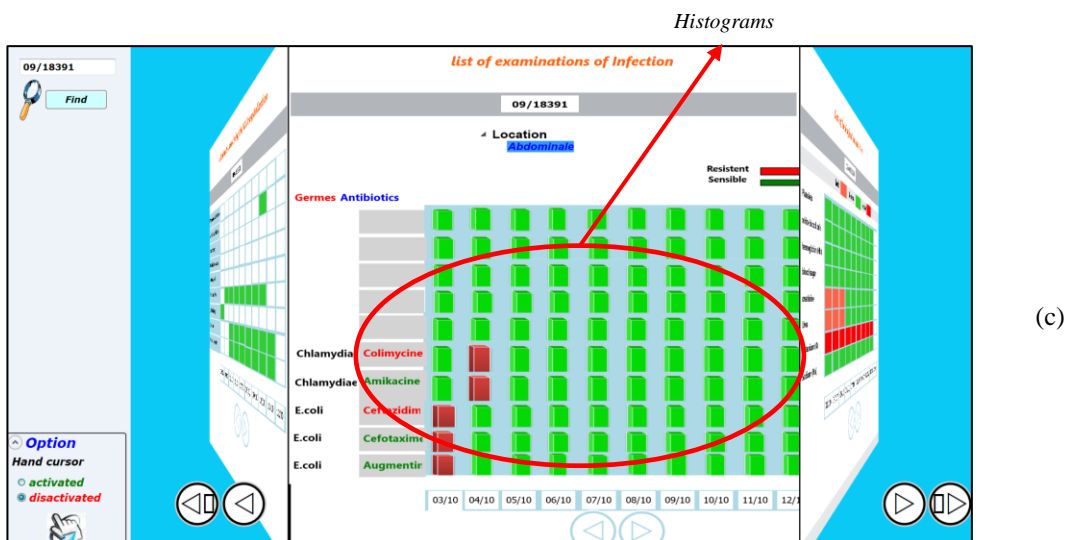 Histograms
09/18391
Find
list of examinations of Infection
09/18391
Location
Abdominale
Resistent
Sensible
Germes Antibiotics
Chlamydia Colimycine
Chlamydiae Amikacine
E.coli Ceftazidim
E.coli Cefotaxime
E.coli Augmentin
03/10 04/10 05/10 06/10 07/10 08/10 09/10 10/10 11/10 12/1
Option
Hand cursor
activated
disactivated
(c)